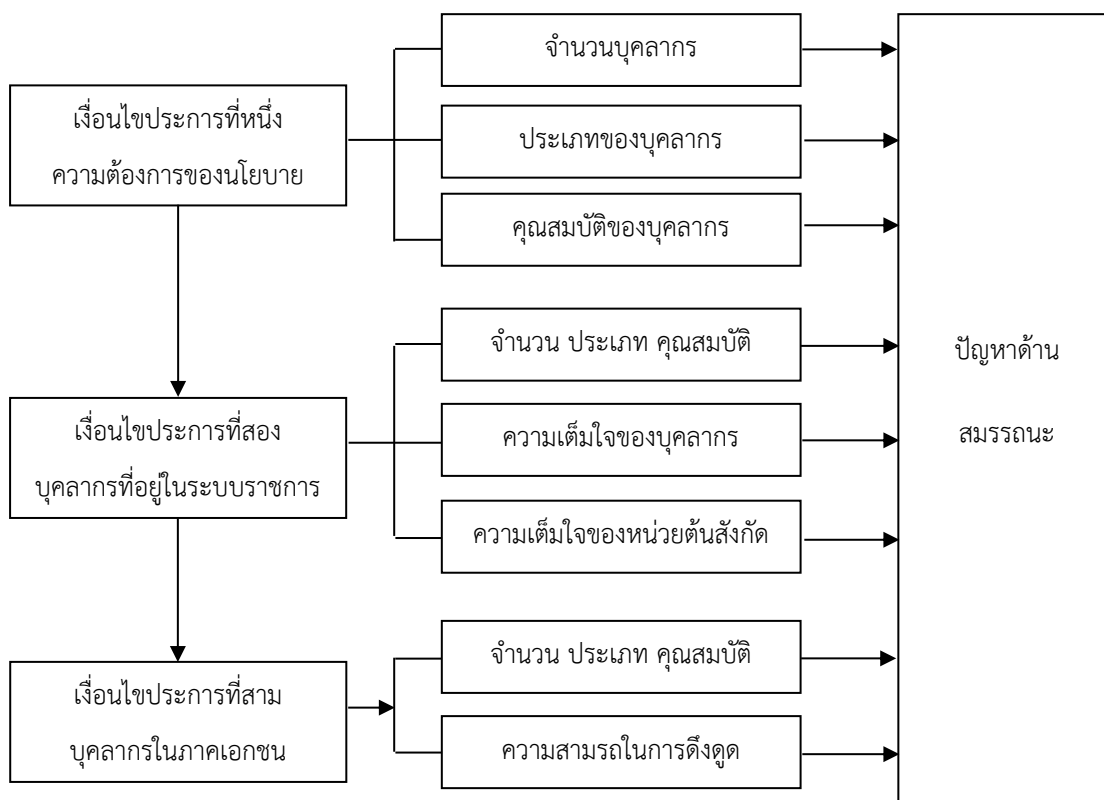 จำนวนบุคลากร
เงื่อนไขประการที่หนึ่ง
ความต้องการของนโยบาย
ประเภทของบุคลากร
คุณสมบัติของบุคลากร
จำนวน ประเภท คุณสมบัติ
เงื่อนไขประการที่สอง
บุคลากรที่อยู่ในระบบราชการ
ความเต็มใจของบุคลากร
ความเต็มใจของหน่วยต้นสังกัด
จำนวน ประเภท คุณสมบัติ
เงื่อนไขประการที่สาม
บุคลากรในภาคเอกชน
ความสามรถในการดึงดูด
ปัญหาด้าน
สมรรถนะ